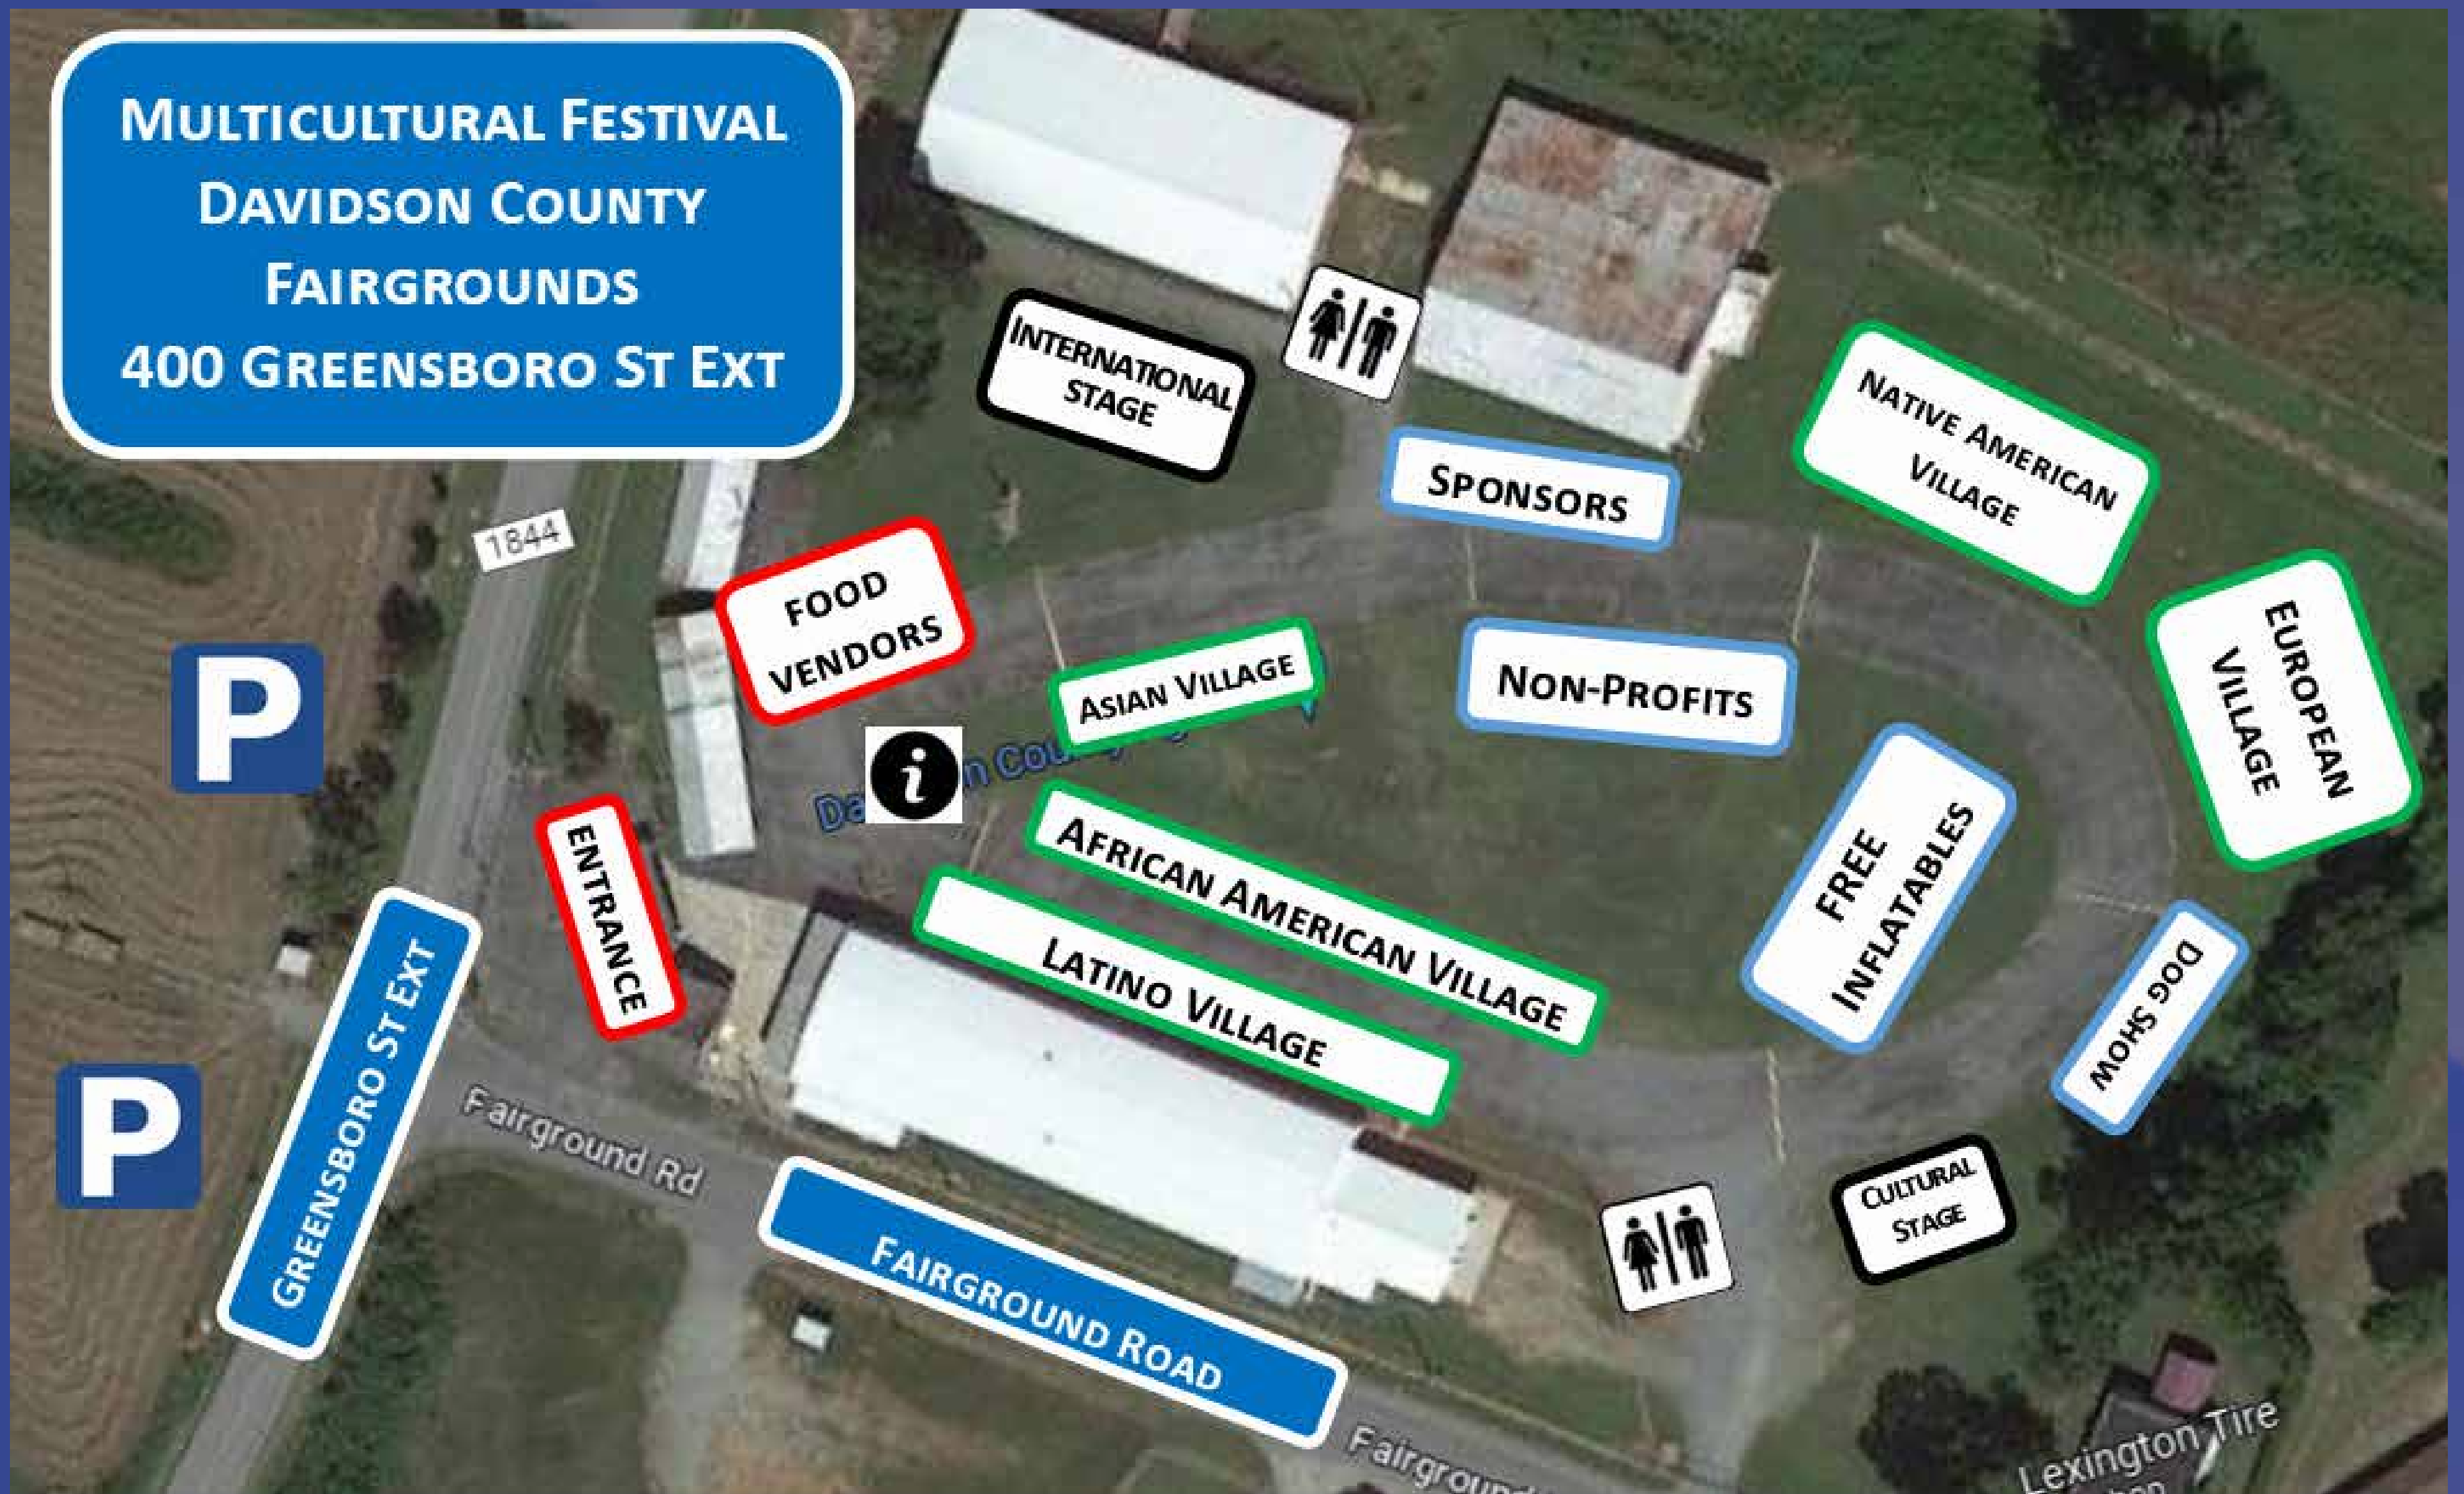 Multicultural Festival
Davidson County
Fairgrounds
400 Greensboro St Ext
International
Stage
Sponsors
Native American
Village
1844
Food
Vendors
Asian Village
Non-Profits
European
Village
P
i
Entrance
African American Village
Latino Village
Free
Inflatables
Dog Show
Greensboro St Ext
P
Fairground Rd
Fairground Road
Cultural
Stage
Lexington Tire